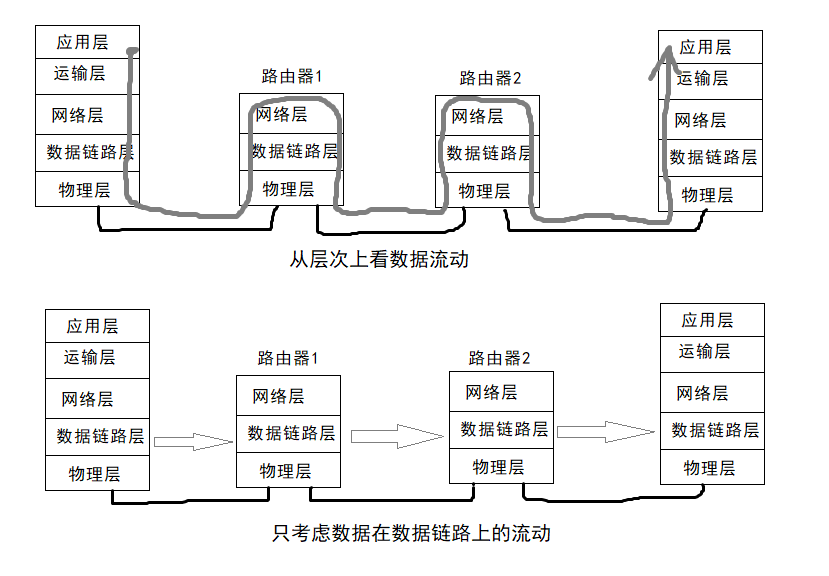 应用层
运输层
网络层
数据链路层
物理层
路由器1
网络层
数据链路层
物理层
路由器2
网络层
数据链路层
物理层
应用层
运输层
网络层
数据链路层
物理层
从层次上看数据流动
应用层
运输层
网络层
数据链路层
物理层
路由器1
网络层
数据链路层
物理层
路由器2
网络层
数据链路层
物理层
应用层
运输层
网络层
数据链路层
物理层
只考虑数据在数据链路上的流动